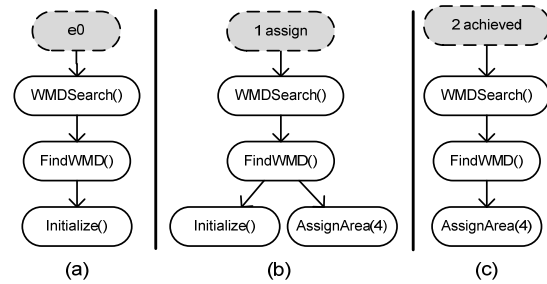 e0
WMDSearch()
FindWMD()
Initialize()
(a)
1 assign
WMDSearch()
FindWMD()
Initialize()
AssignArea(4)
(b)
2 achieved
WMDSearch()
FindWMD()
AssignArea(4)
(c)